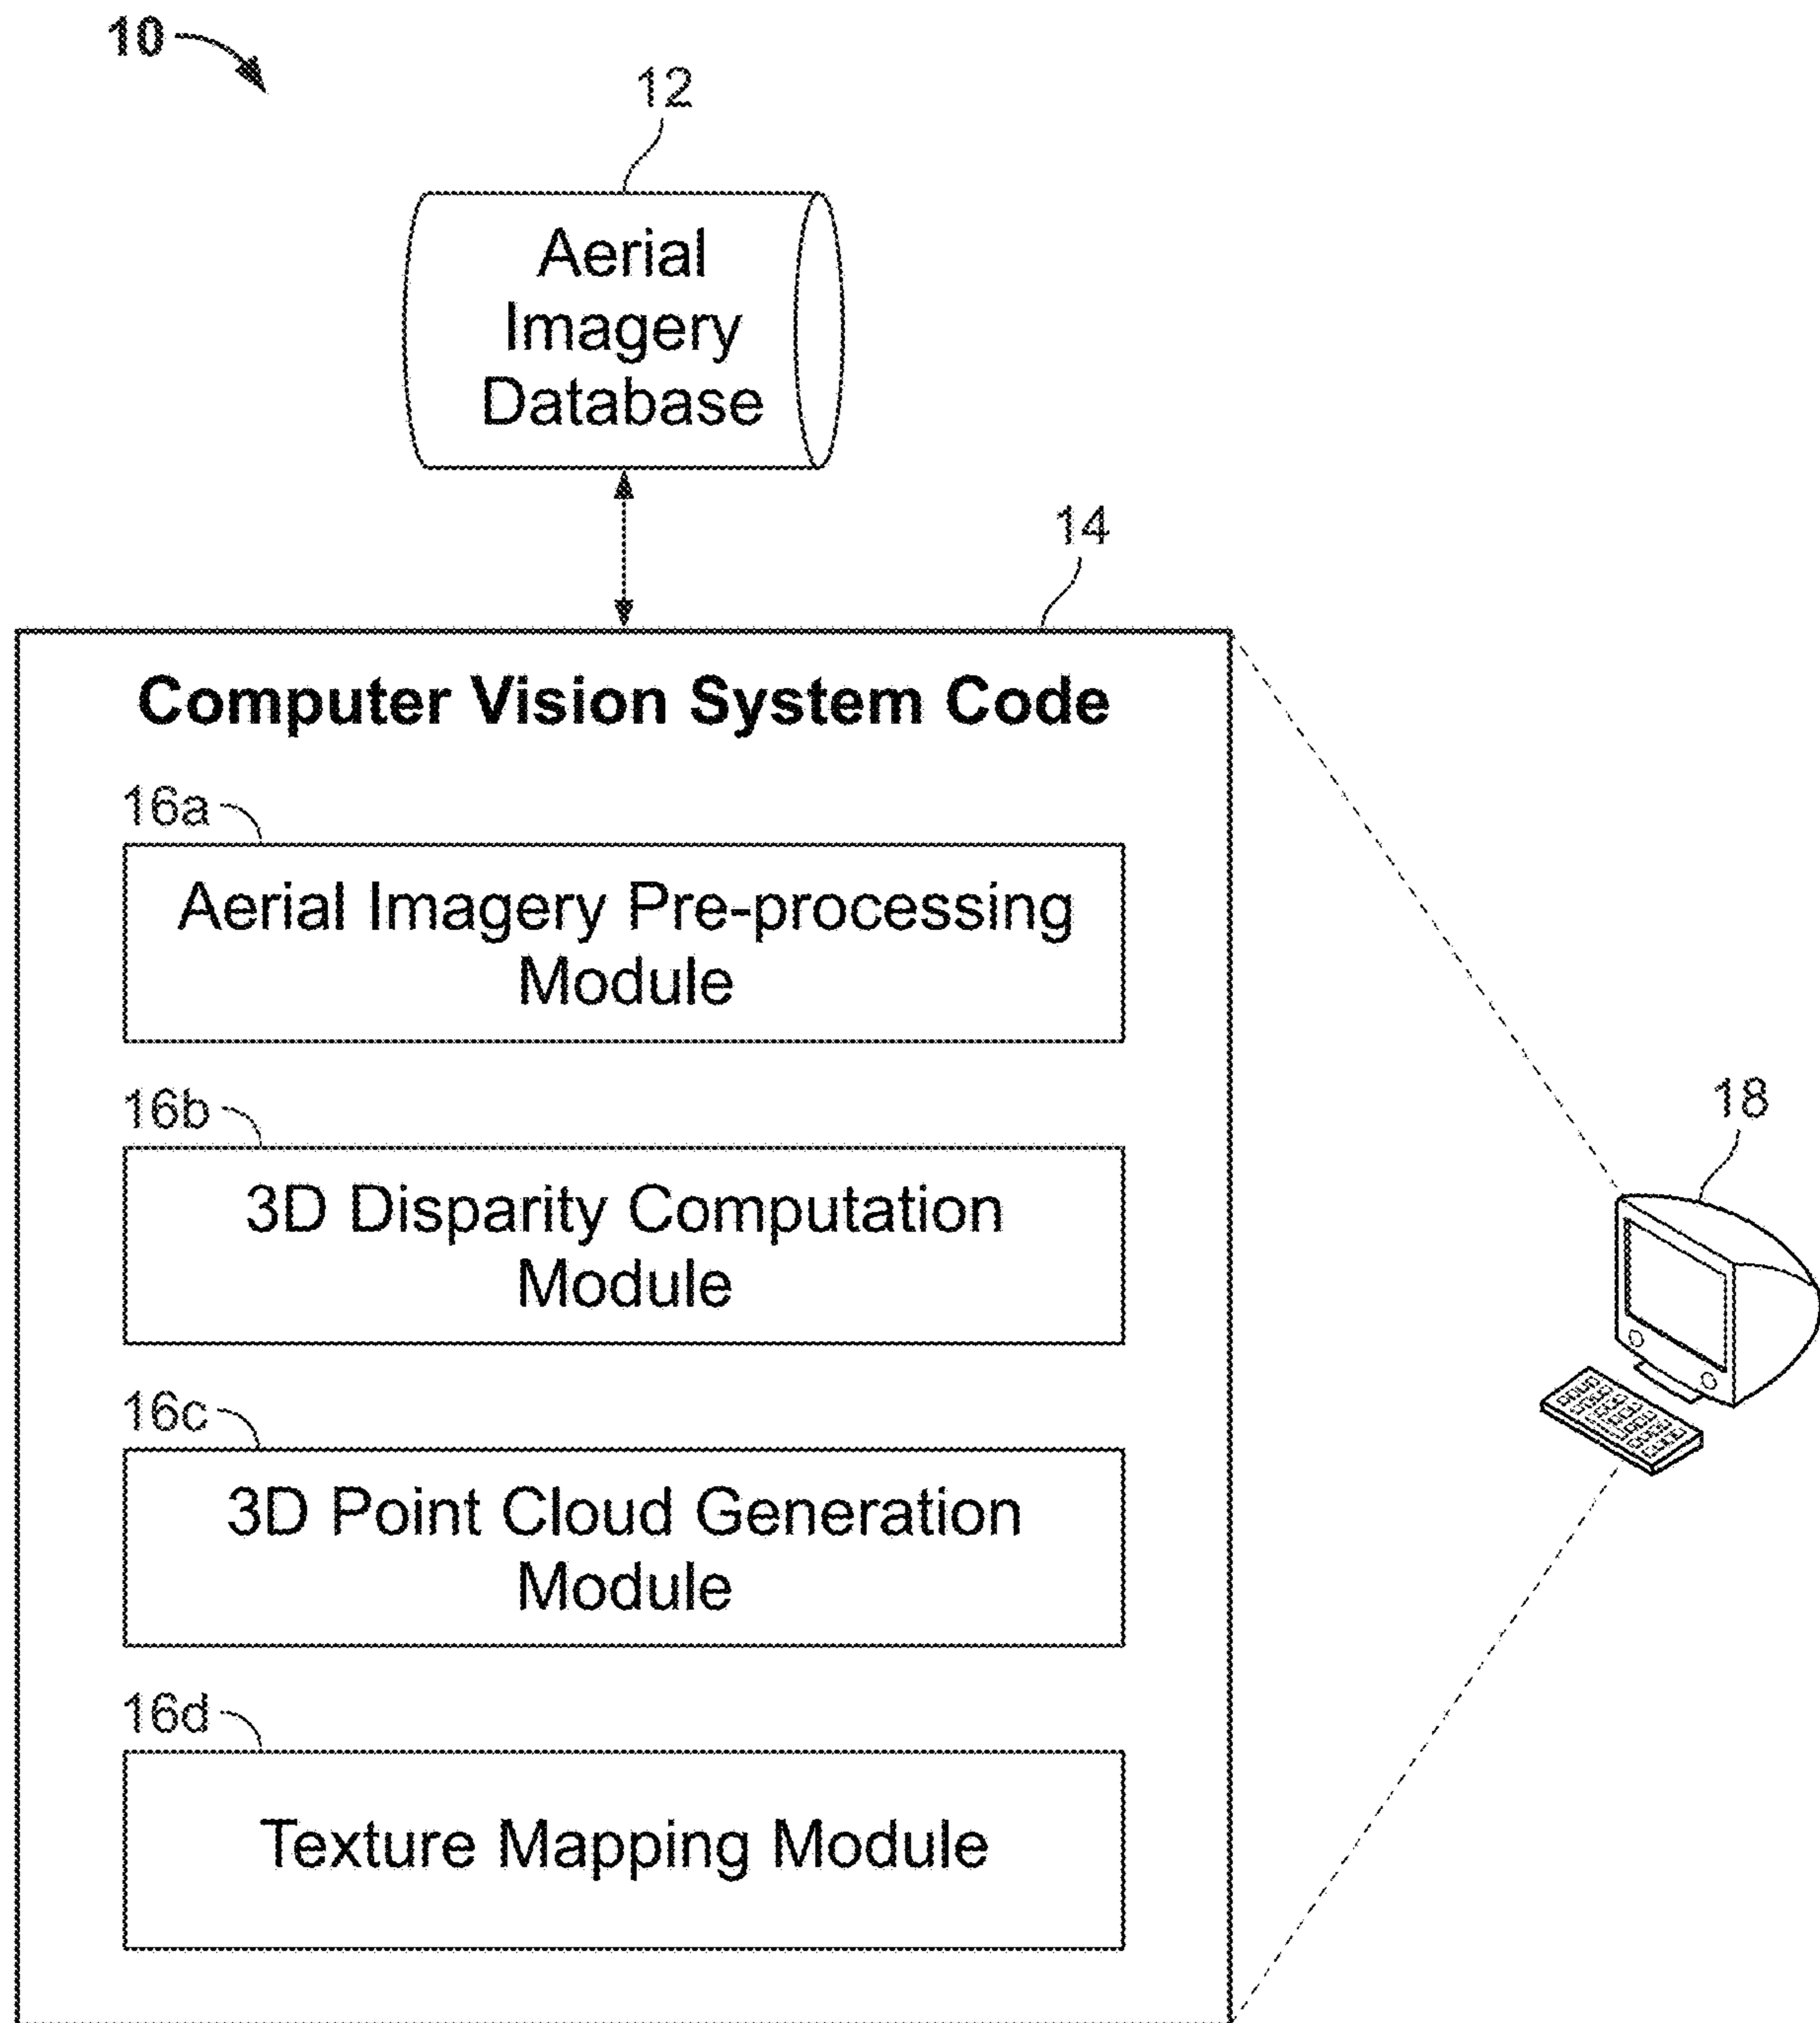 10
12
Aerial
Imagery
Database
14
Computer Vision System Code
16a
Aerial Imagery Pre-processing
Module
16b
3D Disparity Computation
Module
18
16c
3D Point Cloud Generation
Module
16d
Texture Mapping Module